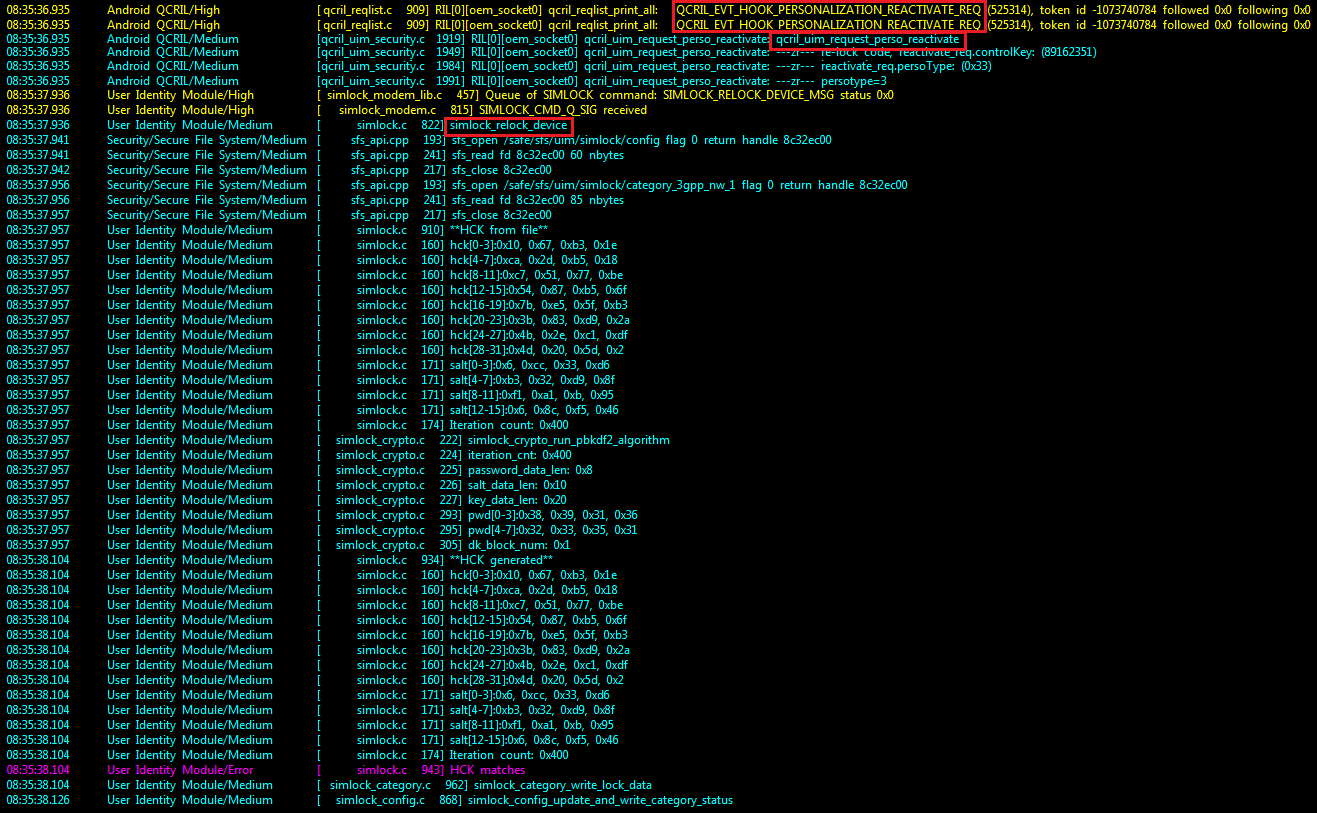 08:35:36.935 Android QCRIL/High [ qcril_reqlist.c 909] RIL[0][oem_socket0] qcril_reqlist_print_all: QCRIL_EVT_HOOK_PERSONALIZATION_REACTIVATE_REQ (525314), token id -1073740784 followed 0x0 following 0x0
08:35:36.935 Android QCRIL/High [ qcril_reqlist.c 909] RIL[0][oem_socket0] qcril_reqlist_print_all: QCRIL_EVT_HOOK_PERSONALIZATION_REACTIVATE_REQ (525314), token id -1073740784 followed 0x0 following 0x0
08:35:36.935 Android QCRIL/Medium [qcril_uim_security.c 1919] RIL[0][oem_socket0] qcril_uim_request_perso_reactivate: qcril_uim_request_perso_reactivate
08:35:36.935 Android QCRIL/Medium [qcril_uim_security.c 1949] RIL[0][oem_socket0] qcril_uim_request_perso_reactivate: ---zr--- re-lock code, reactivate_req.controlKey: (89162351)
08:35:36.935 Android QCRIL/Medium [qcril_uim_security.c 1984] RIL[0][oem_socket0] qcril_uim_request_perso_reactivate: ---zr--- reactivate_req.persoType: (0x33)
08:35:36.935 Android QCRIL/Medium [qcril_uim_security.c 1991] RIL[0][oem_socket0] qcril_uim_request_perso_reactivate: ---zr--- persotype=3
08:35:37.936 User Identity Module/High [ simlock_modem_lib.c 457] Queue of SIMLOCK command: SIMLOCK_RELOCK_DEVICE_MSG status 0x0
08:35:37.936 User Identity Module/High [ simlock_modem.c 815] SIMLOCK_CMD_Q_SIG received
08:35:37.936 User Identity Module/Medium [ simlock.c 822] simlock_relock_device
08:35:37.941 Security/Secure File System/Medium [ sfs_api.cpp 193] sfs_open /safe/sfs/uim/simlock/config flag 0 return handle 8c32ec00
08:35:37.941 Security/Secure File System/Medium [ sfs_api.cpp 241] sfs_read fd 8c32ec00 60 nbytes
08:35:37.942 Security/Secure File System/Medium [ sfs_api.cpp 217] sfs_close 8c32ec00
08:35:37.956 Security/Secure File System/Medium [ sfs_api.cpp 193] sfs_open /safe/sfs/uim/simlock/category_3gpp_nw_1 flag 0 return handle 8c32ec00
08:35:37.956 Security/Secure File System/Medium [ sfs_api.cpp 241] sfs_read fd 8c32ec00 85 nbytes
08:35:37.957 Security/Secure File System/Medium [ sfs_api.cpp 217] sfs_close 8c32ec00
08:35:37.957 User Identity Module/Medium [ simlock.c 910] **HCK from file**
08:35:37.957 User Identity Module/Medium [ simlock.c 160] hck[0-3]:0x10, 0x67, 0xb3, 0x1e
08:35:37.957 User Identity Module/Medium [ simlock.c 160] hck[4-7]:0xca, 0x2d, 0xb5, 0x18
08:35:37.957 User Identity Module/Medium [ simlock.c 160] hck[8-11]:0xc7, 0x51, 0x77, 0xbe
08:35:37.957 User Identity Module/Medium [ simlock.c 160] hck[12-15]:0x54, 0x87, 0xb5, 0x6f
08:35:37.957 User Identity Module/Medium [ simlock.c 160] hck[16-19]:0x7b, 0xe5, 0x5f, 0xb3
08:35:37.957 User Identity Module/Medium [ simlock.c 160] hck[20-23]:0x3b, 0x83, 0xd9, 0x2a
08:35:37.957 User Identity Module/Medium [ simlock.c 160] hck[24-27]:0x4b, 0x2e, 0xc1, 0xdf
08:35:37.957 User Identity Module/Medium [ simlock.c 160] hck[28-31]:0x4d, 0x20, 0x5d, 0x2
08:35:37.957 User Identity Module/Medium [ simlock.c 171] salt[0-3]:0x6, 0xcc, 0x33, 0xd6
08:35:37.957 User Identity Module/Medium [ simlock.c 171] salt[4-7]:0xb3, 0x32, 0xd9, 0x8f
08:35:37.957 User Identity Module/Medium [ simlock.c 171] salt[8-11]:0xf1, 0xa1, 0xb, 0x95
08:35:37.957 User Identity Module/Medium [ simlock.c 171] salt[12-15]:0x6, 0x8c, 0xf5, 0x46
08:35:37.957 User Identity Module/Medium [ simlock.c 174] Iteration count: 0x400
08:35:37.957 User Identity Module/Medium [ simlock_crypto.c 222] simlock_crypto_run_pbkdf2_algorithm
08:35:37.957 User Identity Module/Medium [ simlock_crypto.c 224] iteration_cnt: 0x400
08:35:37.957 User Identity Module/Medium [ simlock_crypto.c 225] password_data_len: 0x8
08:35:37.957 User Identity Module/Medium [ simlock_crypto.c 226] salt_data_len: 0x10
08:35:37.957 User Identity Module/Medium [ simlock_crypto.c 227] key_data_len: 0x20
08:35:37.957 User Identity Module/Medium [ simlock_crypto.c 293] pwd[0-3]:0x38, 0x39, 0x31, 0x36
08:35:37.957 User Identity Module/Medium [ simlock_crypto.c 295] pwd[4-7]:0x32, 0x33, 0x35, 0x31
08:35:37.957 User Identity Module/Medium [ simlock_crypto.c 305] dk_block_num: 0x1
08:35:38.104 User Identity Module/Medium [ simlock.c 934] **HCK generated**
08:35:38.104 User Identity Module/Medium [ simlock.c 160] hck[0-3]:0x10, 0x67, 0xb3, 0x1e
08:35:38.104 User Identity Module/Medium [ simlock.c 160] hck[4-7]:0xca, 0x2d, 0xb5, 0x18
08:35:38.104 User Identity Module/Medium [ simlock.c 160] hck[8-11]:0xc7, 0x51, 0x77, 0xbe
08:35:38.104 User Identity Module/Medium [ simlock.c 160] hck[12-15]:0x54, 0x87, 0xb5, 0x6f
08:35:38.104 User Identity Module/Medium [ simlock.c 160] hck[16-19]:0x7b, 0xe5, 0x5f, 0xb3
08:35:38.104 User Identity Module/Medium [ simlock.c 160] hck[20-23]:0x3b, 0x83, 0xd9, 0x2a
08:35:38.104 User Identity Module/Medium [ simlock.c 160] hck[24-27]:0x4b, 0x2e, 0xc1, 0xdf
08:35:38.104 User Identity Module/Medium [ simlock.c 160] hck[28-31]:0x4d, 0x20, 0x5d, 0x2
08:35:38.104 User Identity Module/Medium [ simlock.c 171] salt[0-3]:0x6, 0xcc, 0x33, 0xd6
08:35:38.104 User Identity Module/Medium [ simlock.c 171] salt[4-7]:0xb3, 0x32, 0xd9, 0x8f
08:35:38.104 User Identity Module/Medium [ simlock.c 171] salt[8-11]:0xf1, 0xa1, 0xb, 0x95
08:35:38.104 User Identity Module/Medium [ simlock.c 171] salt[12-15]:0x6, 0x8c, 0xf5, 0x46
08:35:38.104 User Identity Module/Medium [ simlock.c 174] Iteration count: 0x400
08:35:38.104 User Identity Module/Error [ simlock.c 943] HCK matches
08:35:38.104 User Identity Module/Medium [ simlock_category.c 962] simlock_category_write_lock_data
08:35:38.126 User Identity Module/Medium [ simlock_config.c 868] simlock_config_update_and_write_category_status